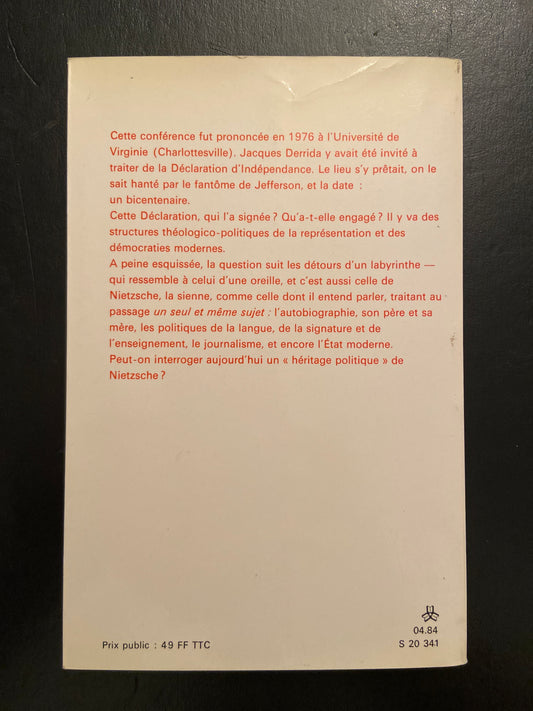 Cette conférence fut prononcée en 1976 à l'Université de
Virginie (Charlottesville). Jacques Derrida y avait été invité à
traiter de la Déclaration d'Indépendance. Le lieu s'y prêtait, on le
sait hanté par le fantôme de Jefferson, et la date :
un bicentenaire.
Cette Déclaration, qui l'a signée ? Qu'a-t-elle engagé ? Il y va des
structures théologico-politiques de la représentation et des
démocraties modernes.
A peine esquissée, la question suit les détours d'un labyrinthe —
qui ressemble à celui d'une oreille, et c'est aussi celle de
Nietzsche, la sienne, comme celle dont il entend parler, traitant au
passage un seul et même sujet : l'autobiographie, son père et sa
mère, les politiques de la langue, de la signature et de
l'enseignement, le journalisme, et encore l'État moderne.
Peut-on interroger aujourd'hui un « héritage politique » de
Nietzsche ?
04.84
Prix public : 49 FF TTC
S 20 341